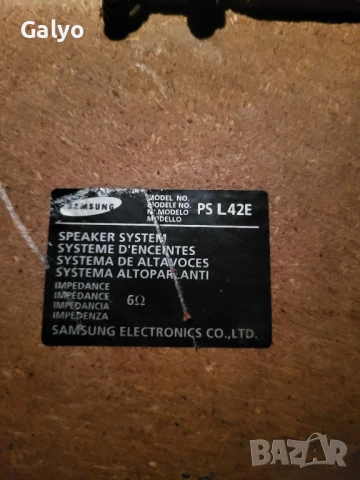 Galyo
SAMSUNG
MODEL NO.
MODELE NO.
N°.MODELO
MODELLO
PS L42E
SPEAKER SYSTEM
SYSTEME D'ENCEINTES
SYSTEMA DE ALTAVOCES
SYSTEMA ALTOPARLANTI
IMPEDANCE
IMPEDANCE
IMPEDANCIA
IMPEDENZA
6Ω
SAMSUNG ELECTRONICS CO.,LTD.
BAZAR